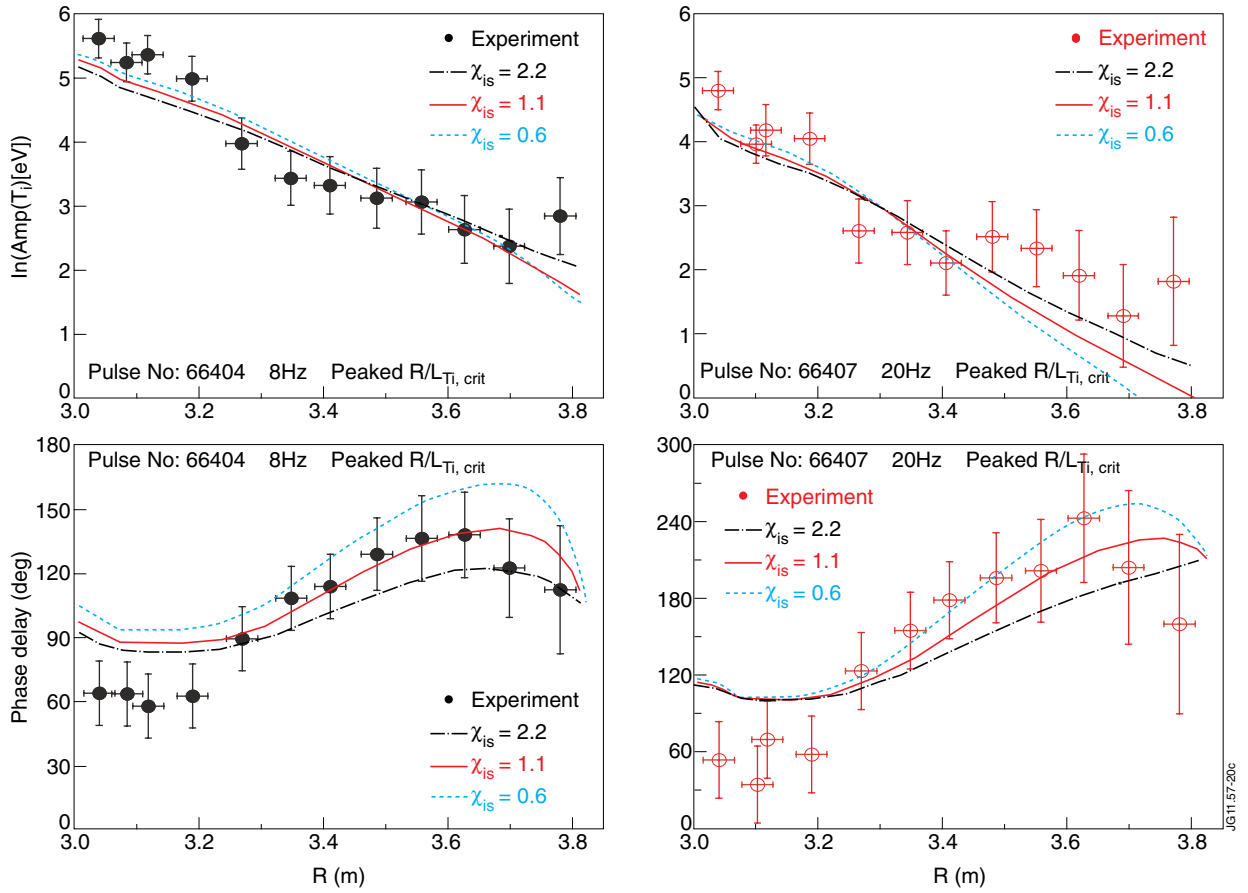 6
5
4
3
2
1
0
ln(Amp(Tᵢ)[eV])
Experiment
χis = 2.2
χis = 1.1
χis = 0.6
Pulse No: 66404 8Hz Peaked R/LTi, crit
3.0 3.2 3.4 3.6 3.8
6
5
4
3
2
1
0
Experiment
χis = 2.2
χis = 1.1
χis = 0.6
Pulse No: 66407 20Hz Peaked R/LTi, crit
3.0 3.2 3.4 3.6 3.8
180
150
120
90
60
30
0
Phase delay (deg)
Pulse No: 66404 8Hz Peaked R/LTi, crit
Experiment
χis = 2.2
χis = 1.1
χis = 0.6
3.0 3.2 3.4 3.6 3.8
R (m)
300
240
180
120
60
0
Pulse No: 66407 20Hz Peaked R/LTi, crit
Experiment
χis = 2.2
χis = 1.1
χis = 0.6
3.0 3.2 3.4 3.6 3.8
R (m)
JG11.57-20c